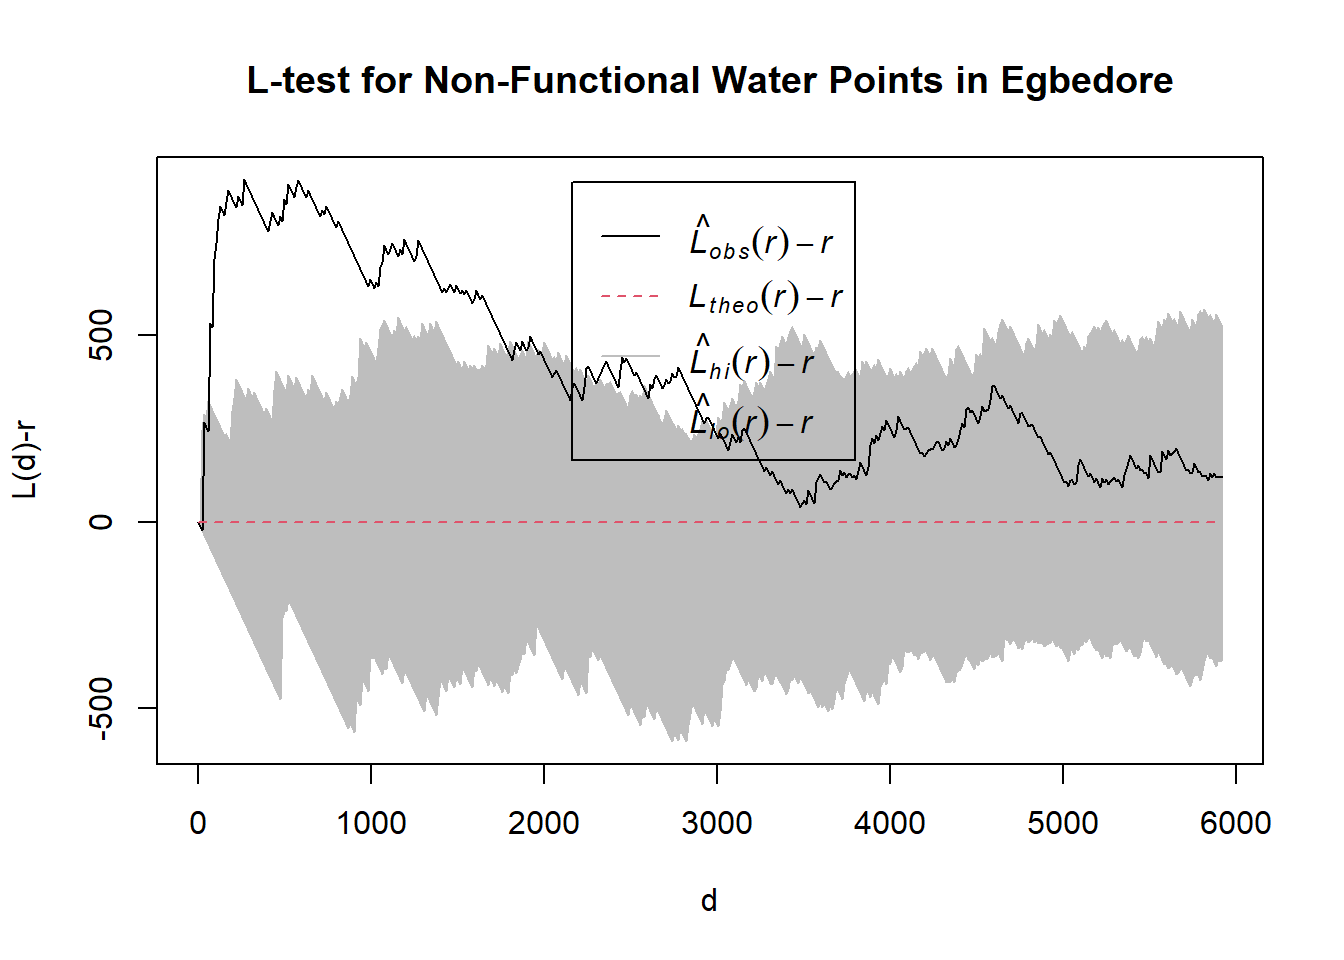 L-test for Non-Functional Water Points in Egbedore
L(d)-r
500
0
-500
L̂obs(r) – r
Ltheo(r) – r
L̂hi(r) – r
L̂lo(r) – r
0 1000 2000 3000 4000 5000 6000
d